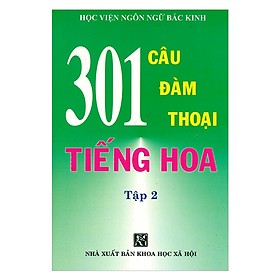 HỌC VIỆN NGÔN NGỮ BẮC KINH
301 CÂU
ĐÀM
THOẠI
TIẾNG HOA
Tập 2
NHÀ XUẤT BẢN KHOA HỌC XÃ HỘI